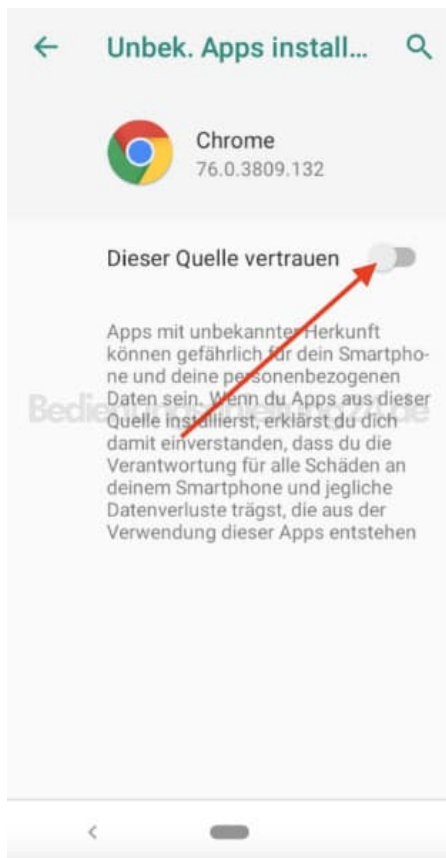 Unbek. Apps install...
Chrome
76.0.3809.132
Dieser Quelle vertrauen
Apps mit unbekannter Herkunft
können gefährlich für dein Smartpho-
ne und deine personenbezogenen
Daten sein. Wenn du Apps aus dieser
Quelle installierst, erklärst du dich
damit einverstanden, dass du die
Verantwortung für alle Schäden an
deinem Smartphone und jegliche
Datenverluste trägst, die aus der
Verwendung dieser Apps entstehen